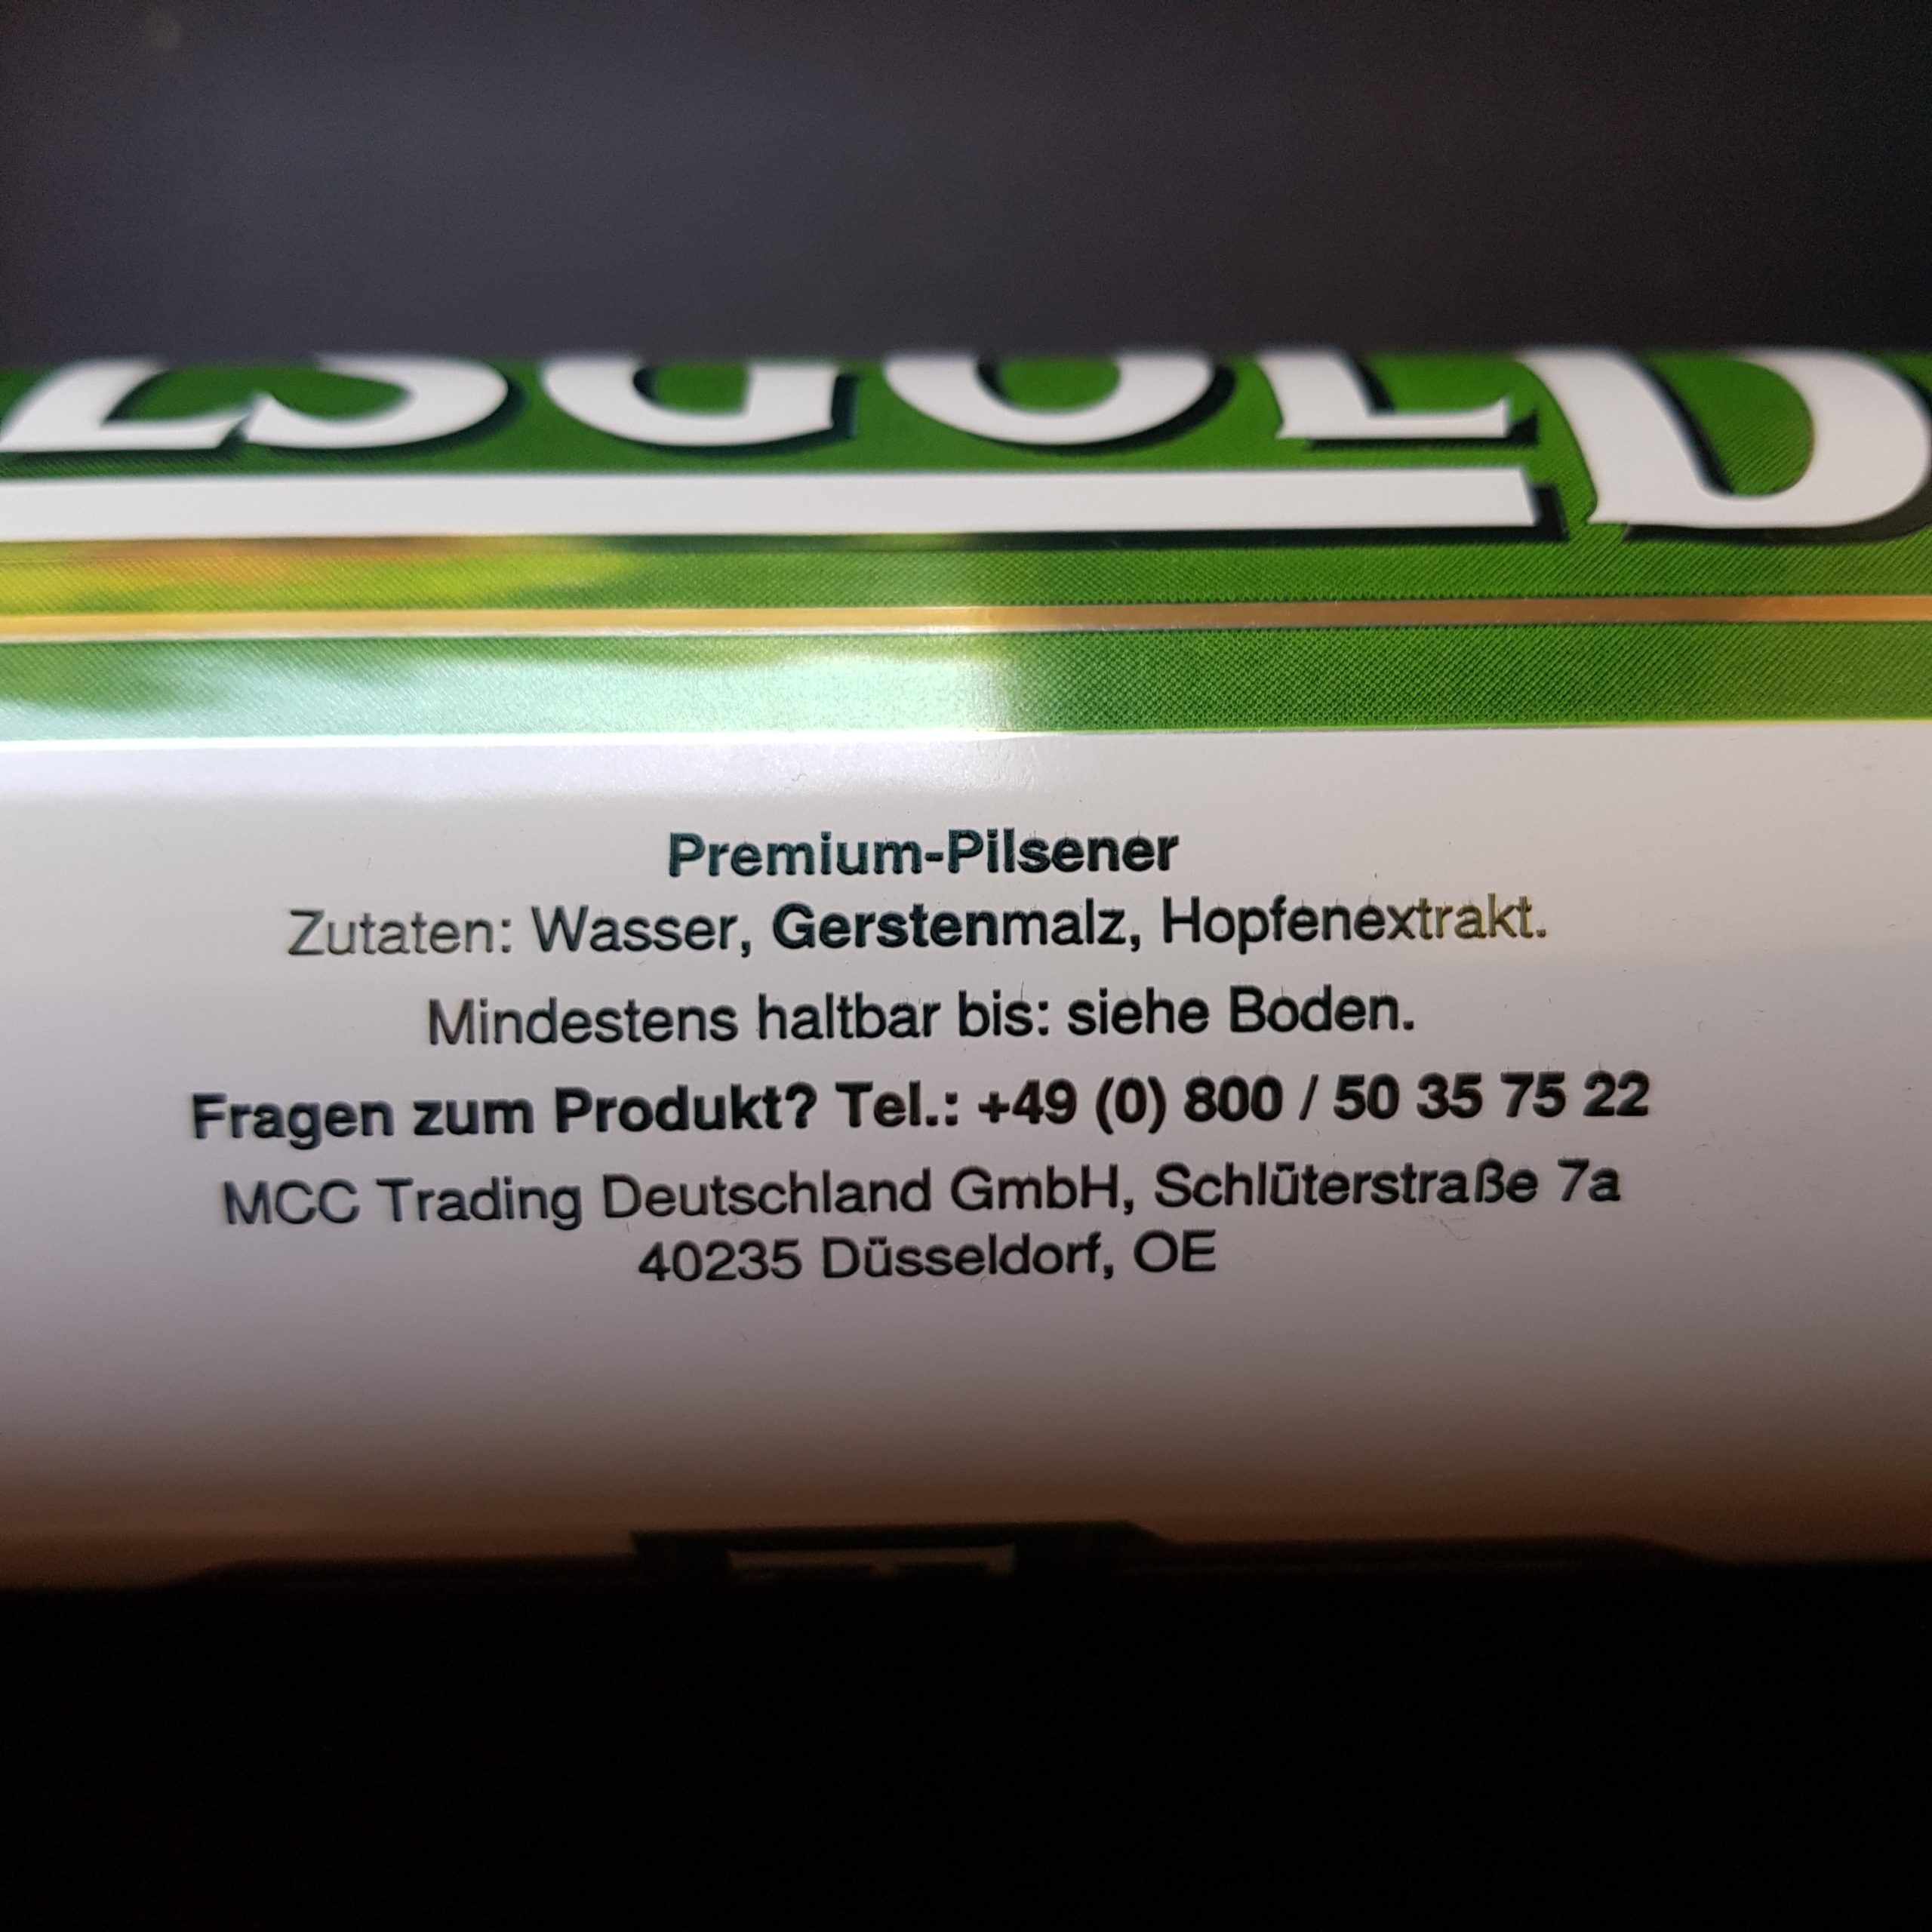 ESGOLD
Premium-Pilsener
Zutaten: Wasser, Gerstenmalz, Hopfenextrakt.
Mindestens haltbar bis: siehe Boden.
Fragen zum Produkt? Tel.: +49 (0) 800 / 50 35 75 22
MCC Trading Deutschland GmbH, Schlüterstraße 7a
40235 Düsseldorf, OE